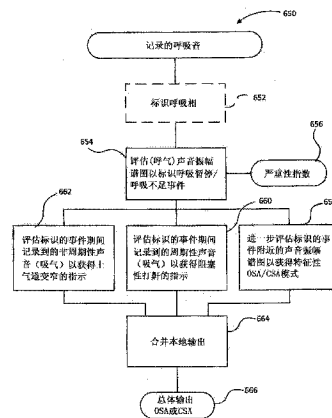 650
记录的呼吸音
标识呼吸相
652
654
评估(呼气)声音振幅
谱图以标识呼吸暂停/
呼吸不足事件
656
严重性指数
662
评估标识的事件期间
记录到的非周期性声
音（吸气）以获得上
气道变窄的指示
660
评估标识的事件期间
记录到的周期性声音
（吸气）以获得阻塞
性打鼾的指示
进一步评估标识的事
件附近的声音振幅
谱图以获得特征性
OSA/CSA模式
合并本地输出
664
总体输出
OSA或CSA
666